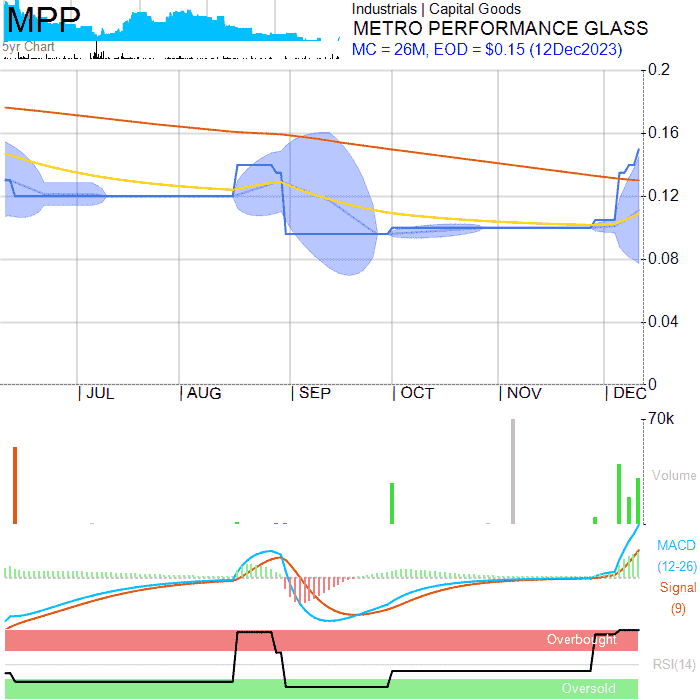 MPP
5yr Chart
Industrials | Capital Goods
METRO PERFORMANCE GLASS
MC = 26M, EOD = $0.15 (12Dec2023)
0.2
0.16
0.12
0.08
0.04
0
| JUL | AUG | SEP | OCT | NOV | DEC
70k
Volume
MACD
(12-26)
Signal
(9)
Overbought
RSI(14)
Oversold